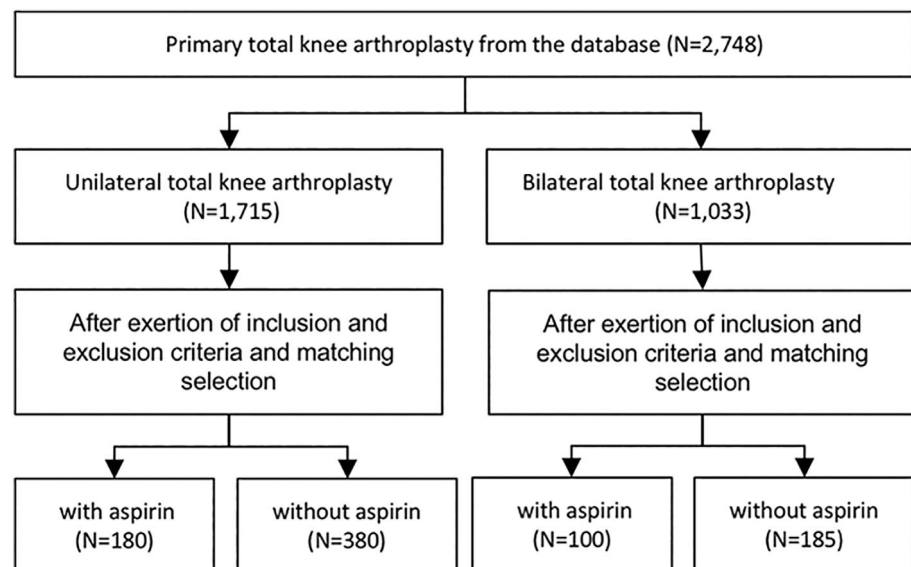 Primary total knee arthroplasty from the database (N=2,748)
Unilateral total knee arthroplasty
(N=1,715)
Bilateral total knee arthroplasty
(N=1,033)
After exertion of inclusion and
exclusion criteria and matching
selection
After exertion of inclusion and
exclusion criteria and matching
selection
with aspirin
(N=180)
without aspirin
(N=380)
with aspirin
(N=100)
without aspirin
(N=185)